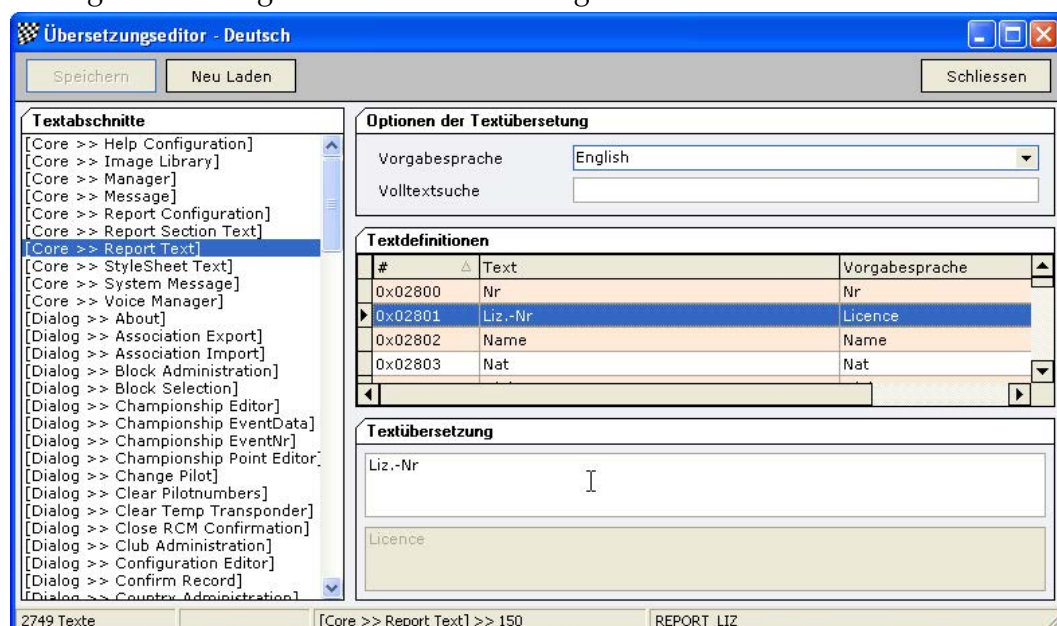 Übersetzungseditor - Deutsch
Speichern
Neu Laden
Schliessen
Textabschnitte
[Core >> Help Configuration]
[Core >> Image Library]
[Core >> Manager]
[Core >> Message]
[Core >> Report Configuration]
[Core >> Report Section Text]
[Core >> Report Text]
[Core >> StyleSheet Text]
[Core >> System Message]
[Core >> Voice Manager]
[Dialog >> About]
[Dialog >> Association Export]
[Dialog >> Association Import]
[Dialog >> Block Administration]
[Dialog >> Block Selection]
[Dialog >> Championship Editor]
[Dialog >> Championship EventData]
[Dialog >> Championship EventNr]
[Dialog >> Championship Point Editor]
[Dialog >> Change Pilot]
[Dialog >> Clear Pilotnumbers]
[Dialog >> Clear Temp Transponder]
[Dialog >> Close RCM Confirmation]
[Dialog >> Club Administration]
[Dialog >> Configuration Editor]
[Dialog >> Confirm Record]
[Dialog >> Country Administration]
Optionen der Textübersetung
Vorgabesprache English
Volltextsuche
Textdefinitionen
# Text Vorgabesprache
0x02800 Nr Nr
0x02801 Liz.-Nr Licence
0x02802 Name Name
0x02803 Nat Nat
Textübersetzung
Liz.-Nr
Licence
2749 Texte [Core >> Report Text] >> 150 REPORT_LIZ